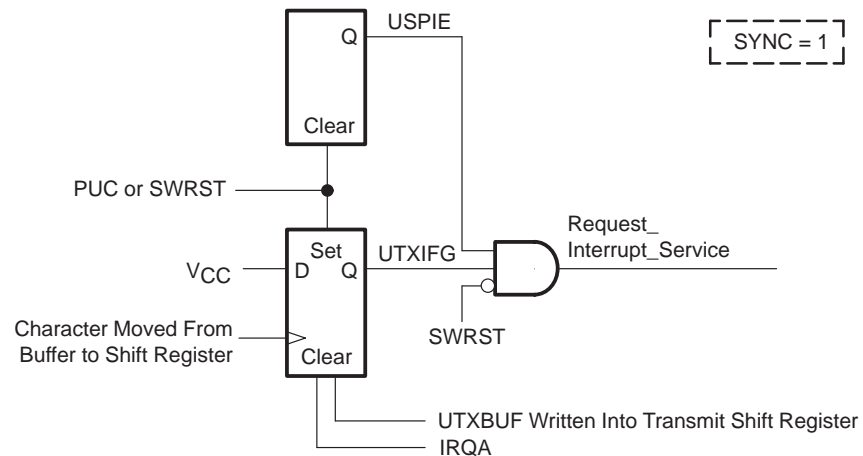 Q
USPIE
SYNC = 1
Clear
PUC or SWRST
Set
VCC
D
Q
UTXIFG
Request_
Interrupt_Service
Character Moved From
Buffer to Shift Register
SWRST
Clear
UTXBUF Written Into Transmit Shift Register
IRQA